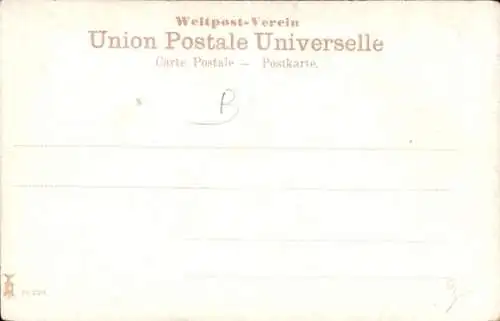 Weltpost-Verein
Union Postale Universelle
Carte Postale — Postkarte.
B